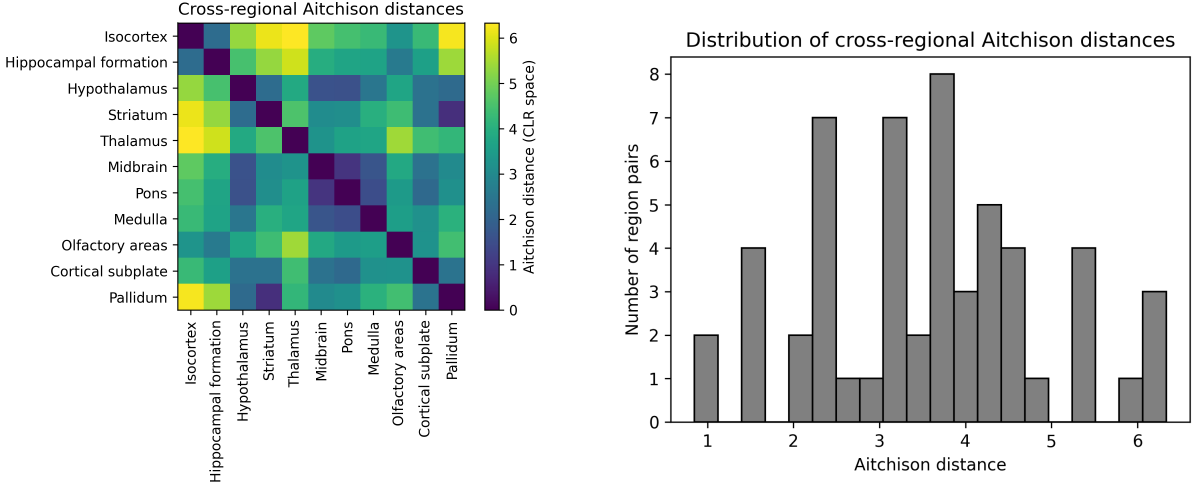 Cross-regional Aitchison distances
Isocortex
Hippocampal formation
Hypothalamus
Striatum
Thalamus
Midbrain
Pons
Medulla
Olfactory areas
Cortical subplate
Pallidum
Isocortex
Hippocampal formation
Hypothalamus
Striatum
Thalamus
Midbrain
Pons
Medulla
Olfactory areas
Cortical subplate
Pallidum
6
5
4
3
2
1
0
Aitchison distance (CLR space)
Distribution of cross-regional Aitchison distances
8
7
6
5
4
3
2
1
0
Number of region pairs
1 2 3 4 5 6
Aitchison distance